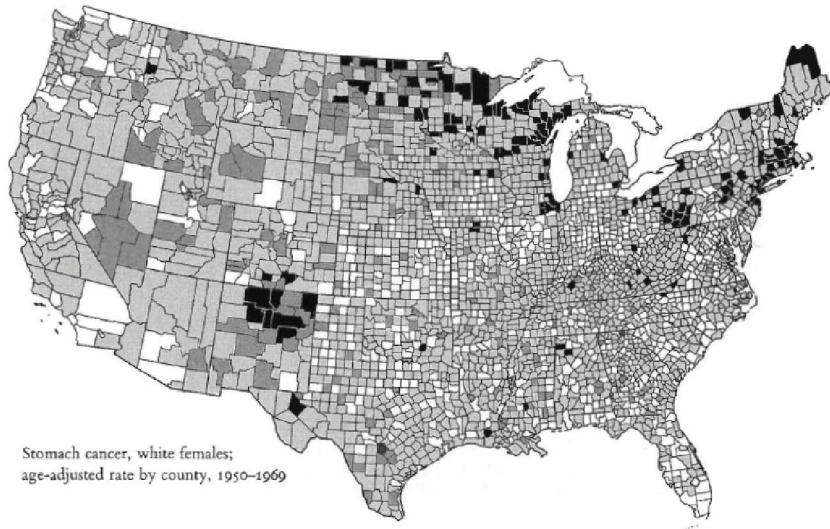 Stomach cancer, white females;
age-adjusted rate by county, 1950–1969